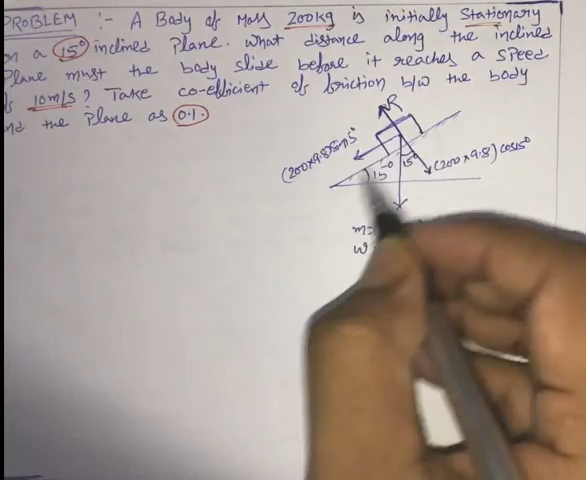 PROBLEM :- A Body of Mass 200kg is initially Stationary
on a 15° inclined Plane. What distance along the inclined
Plane must the body slide before it reaches a speed
of 10m/s? Take co-efficient of friction b/w the body
and the Plane as 0.1.
R
(200×9.8)sin15°
15°
15°
(200×9.8) cos15°
m=
W